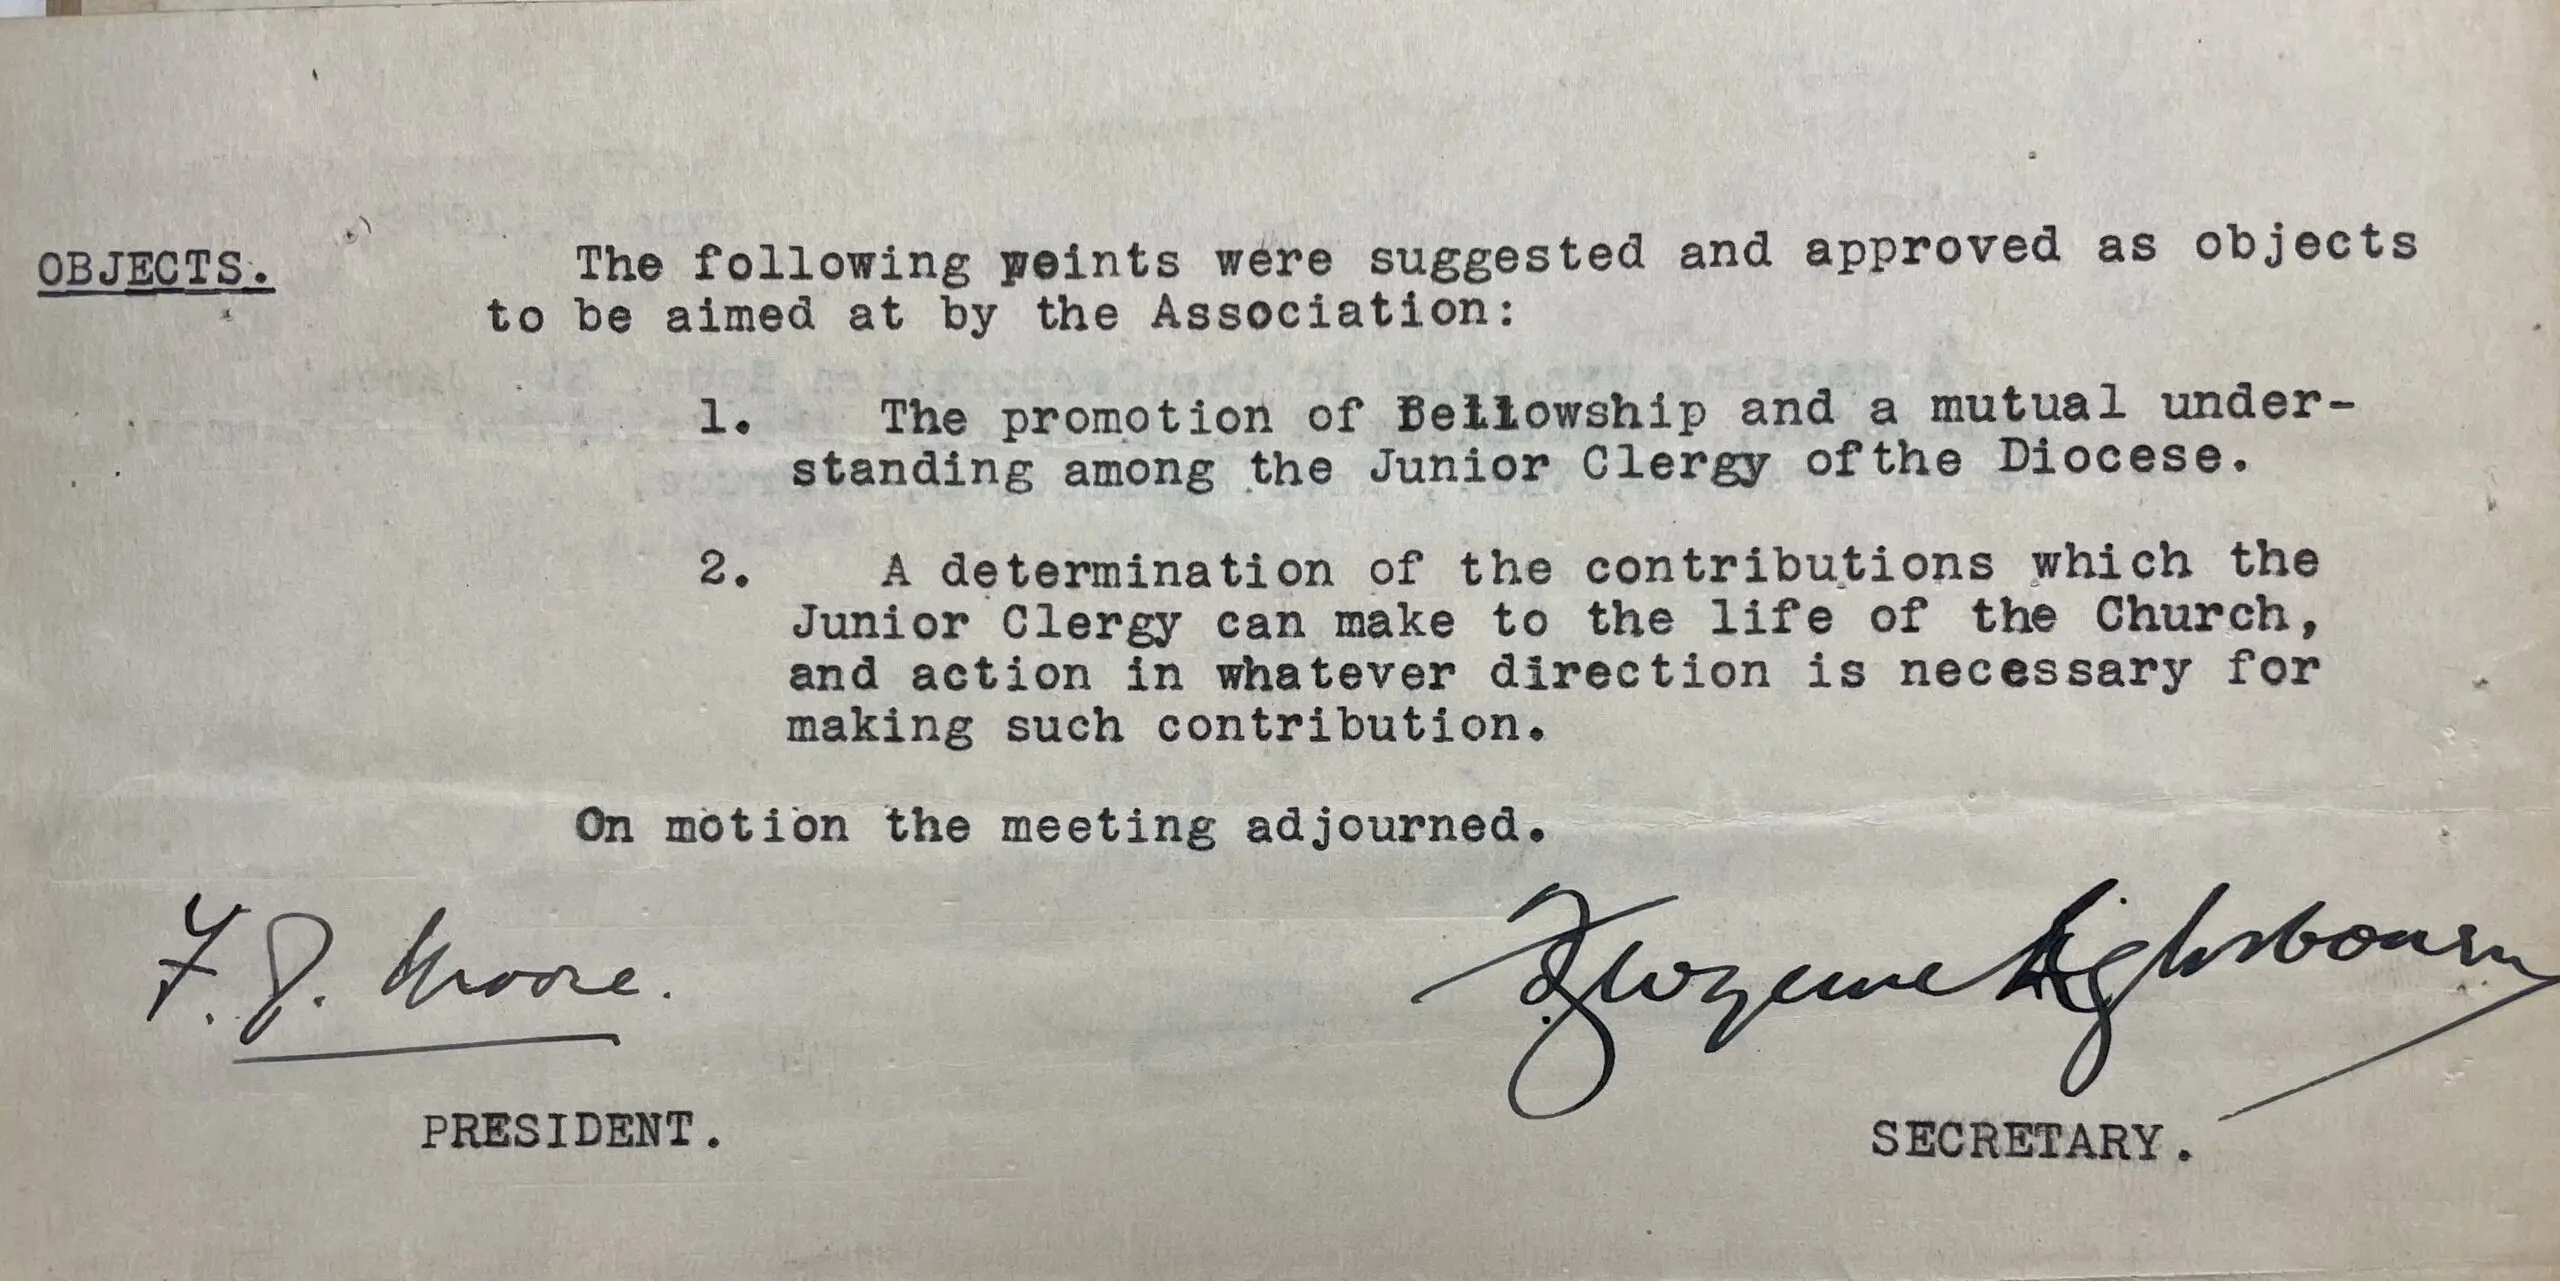 OBJECTS. The following points were suggested and approved as objects
to be aimed at by the Association:
1. The promotion of Fellowship and a mutual under-
standing among the Junior Clergy ofthe Diocese.
2. A determination of the contributions which the
Junior Clergy can make to the life of the Church,
and action in whatever direction is necessary for
making such contribution.
On motion the meeting adjourned.
F. J. Moore.
Lightbourn
PRESIDENT.
SECRETARY.